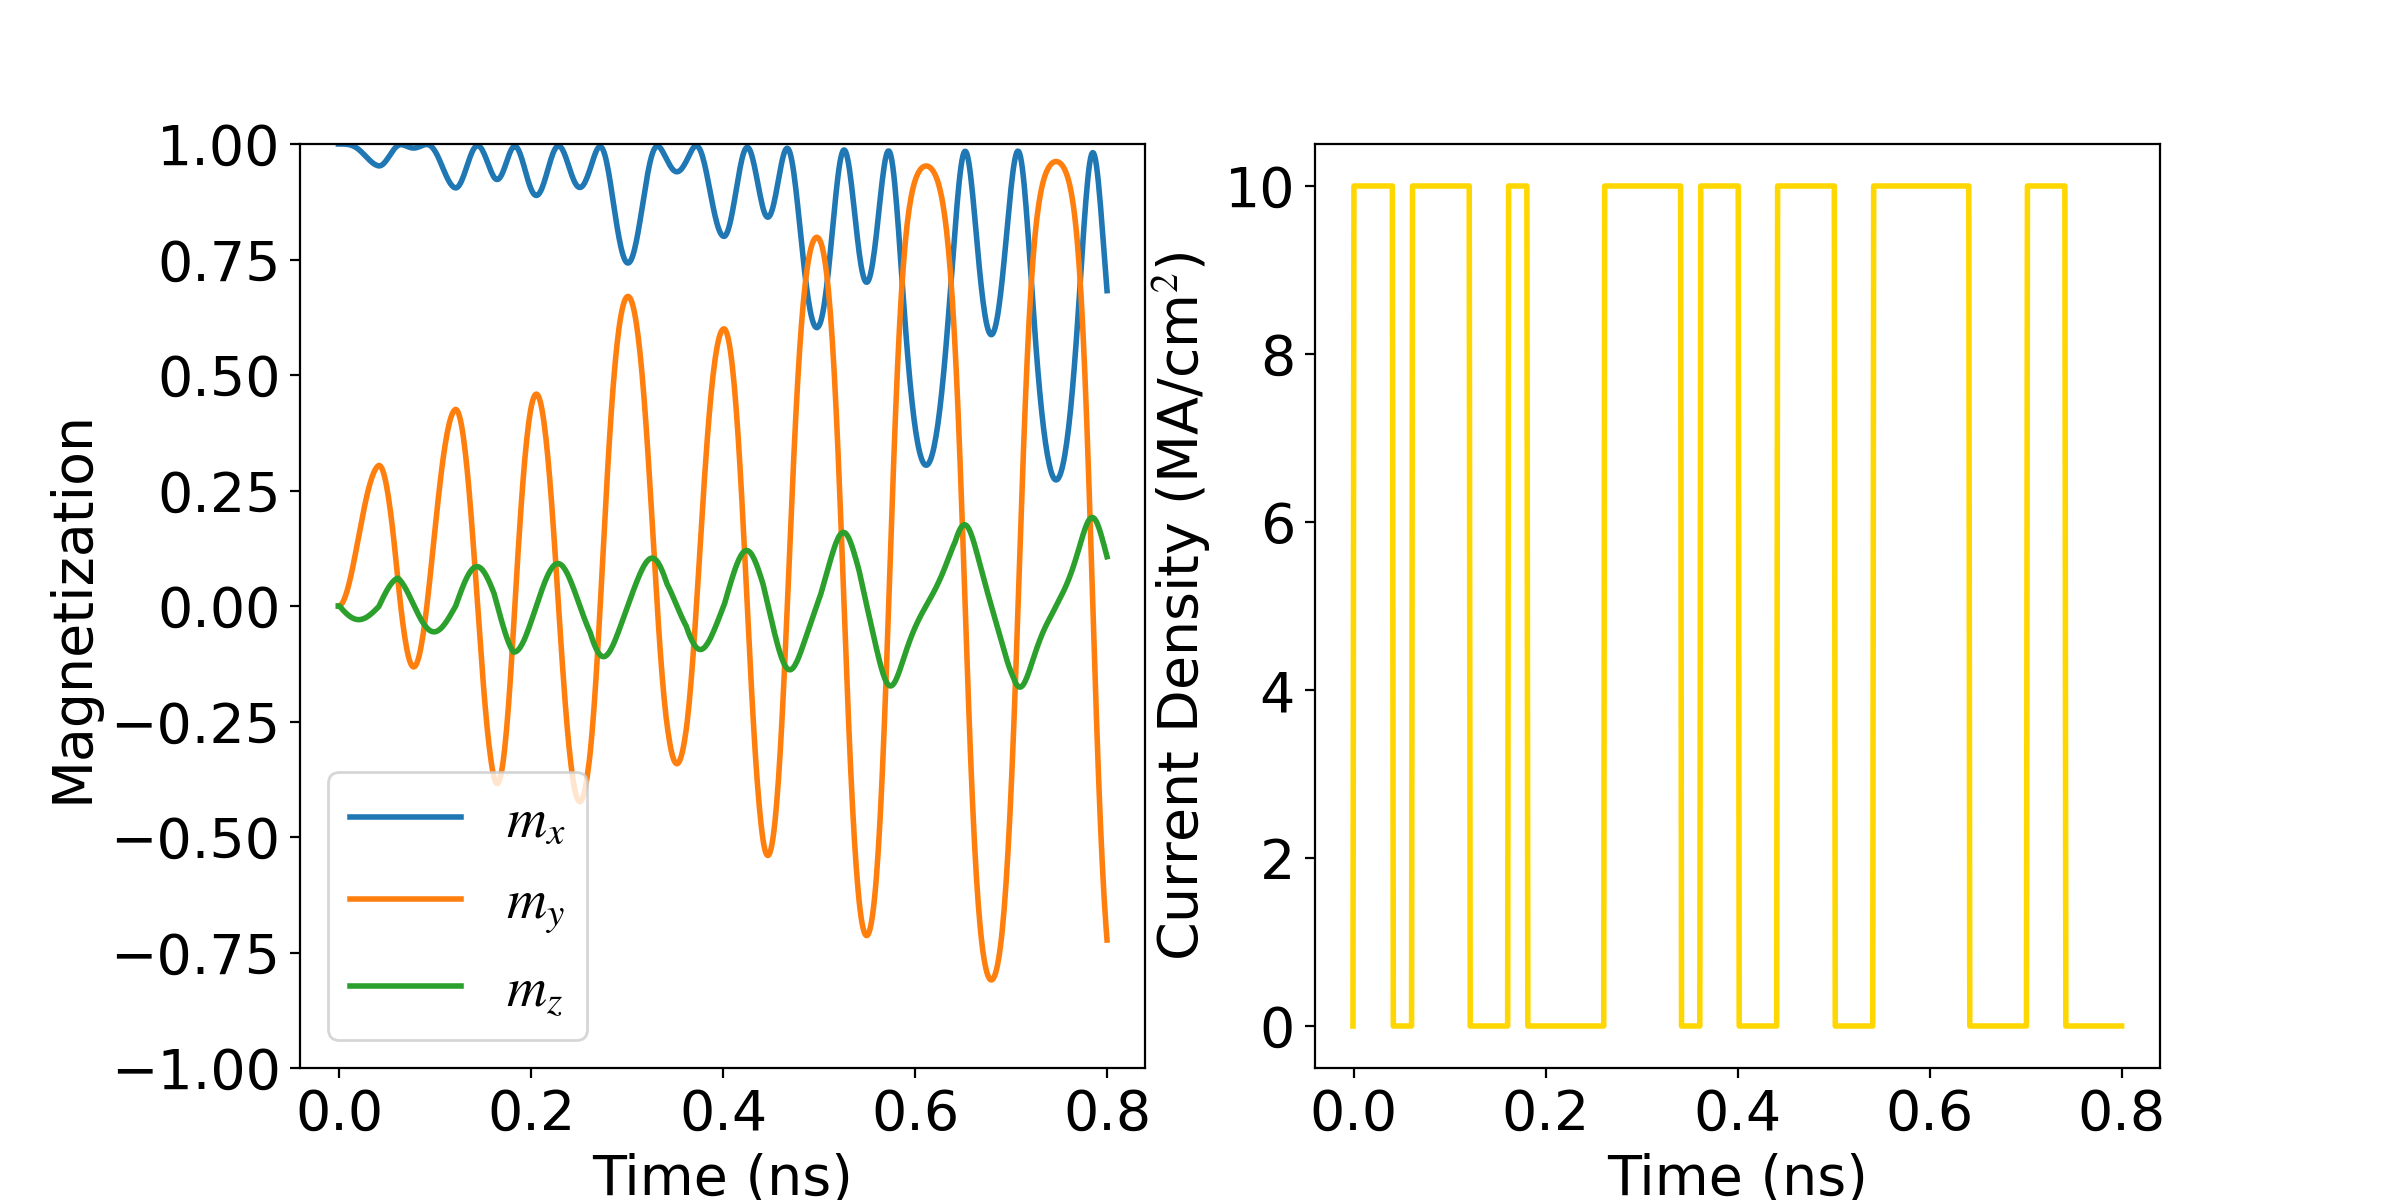 1.00
0.75
0.50
0.25
0.00
−0.25
−0.50
−0.75
−1.00
Magnetization
m_x
m_y
m_z
0.0 0.2 0.4 0.6 0.8
Time (ns)
10
8
6
4
2
0
Current Density (MA/cm²)
0.0 0.2 0.4 0.6 0.8
Time (ns)